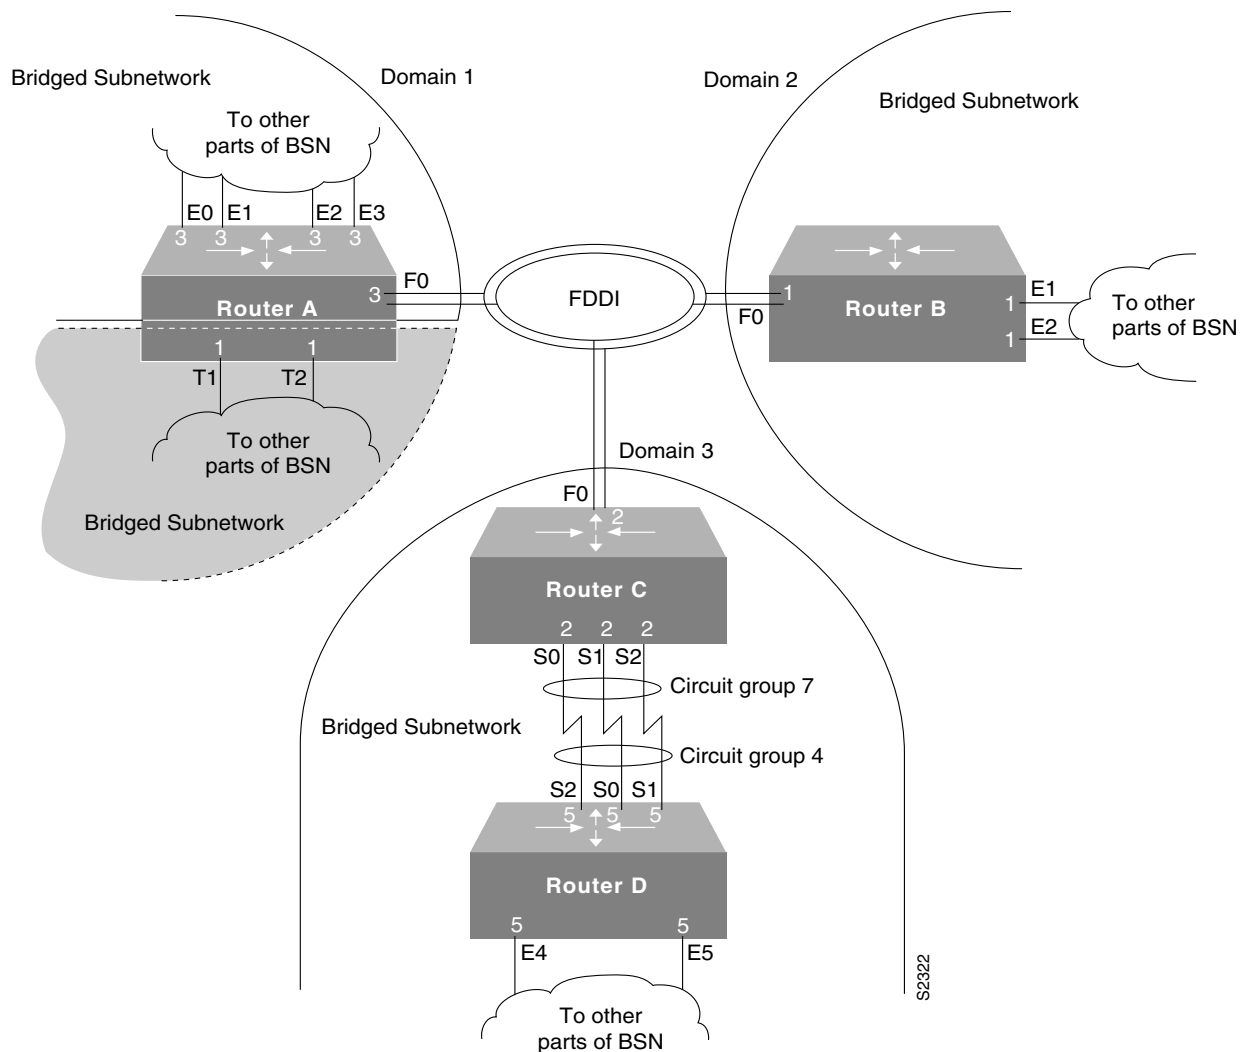 Bridged Subnetwork
Domain 1
Domain 2
Bridged Subnetwork
To other
parts of BSN
E0 E1 E2 E3
3 3 3 3
Router A
3
F0
FDDI
1
F0
Router B
1
E1
1
E2
To other
parts of BSN
1 1
T1 T2
To other
parts of BSN
Bridged Subnetwork
Domain 3
F0
2
Router C
2 2 2
S0 S1 S2
Circuit group 7
Bridged Subnetwork
Circuit group 4
S2 S0 S1
5 5 5
Router D
5 5
E4 E5
To other
parts of BSN
S2322